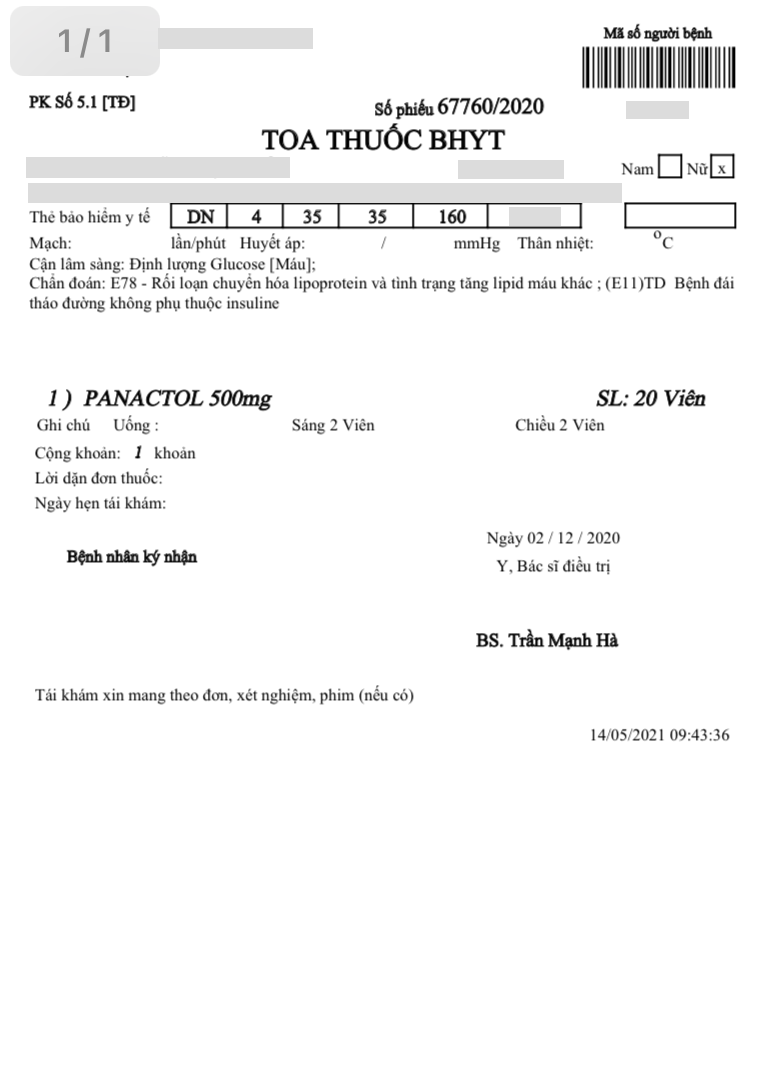 1/1
Mã số người bệnh
PK Số 5.1 [TĐ]
Số phiếu 67760/2020
TOA THUỐC BHYT
Nam Nữ x
Thẻ bảo hiểm y tế DN 4 35 35 160
Mạch: lần/phút Huyết áp: / mmHg Thân nhiệt: °C
Cận lâm sàng: Định lượng Glucose [Máu];
Chẩn đoán: E78 - Rối loạn chuyển hóa lipoprotein và tình trạng tăng lipid máu khác ; (E11)TD Bệnh đái
tháo đường không phụ thuộc insuline
1 ) PANACTOL 500mg SL: 20 Viên
Ghi chú Uống : Sáng 2 Viên Chiều 2 Viên
Cộng khoản: 1 khoản
Lời dặn đơn thuốc:
Ngày hẹn tái khám:
Ngày 02 / 12 / 2020
Bệnh nhân ký nhận
Y, Bác sĩ điều trị
BS. Trần Mạnh Hà
Tái khám xin mang theo đơn, xét nghiệm, phim (nếu có)
14/05/2021 09:43:36